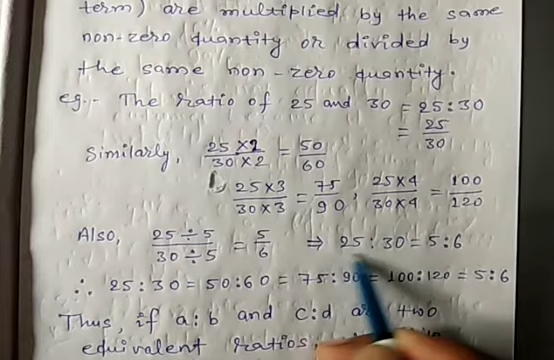 term) are multiplied by the same
non-zero quantity or divided by
the same non-zero quantity.
eg.- The ratio of 25 and 30 = 25:30
= 25/30
Similarly, 25×2/30×2 = 50/60
25×3/30×3 = 75/90, 25×4/30×4 = 100/120
Also, 25÷5/30÷5 = 5/6 ⇒ 25:30 = 5:6
∴ 25:30 = 50:60 = 75:90 = 100:120 = 5:6
Thus, if a:b and c:d are two
equivalent ratios,